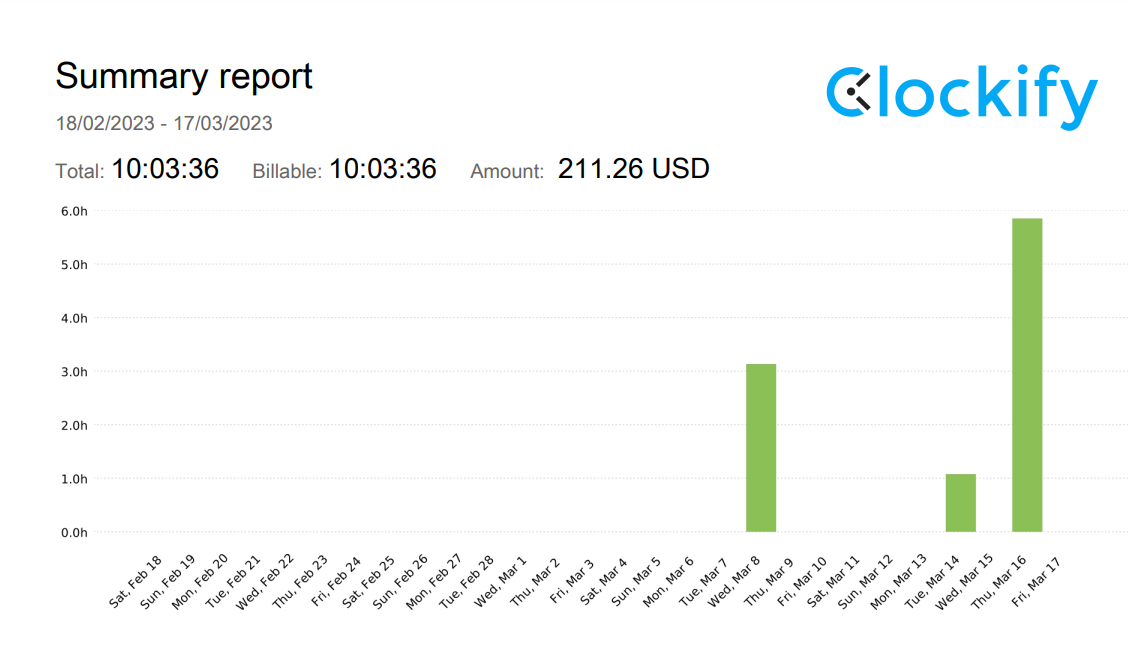 Summary report
Clockify
18/02/2023 - 17/03/2023
Total: 10:03:36 Billable: 10:03:36 Amount: 211.26 USD
6.0h
5.0h
4.0h
3.0h
2.0h
1.0h
0.0h
Sat, Feb 18
Sun, Feb 19
Mon, Feb 20
Tue, Feb 21
Wed, Feb 22
Thu, Feb 23
Fri, Feb 24
Sat, Feb 25
Sun, Feb 26
Mon, Feb 27
Tue, Feb 28
Wed, Mar 1
Thu, Mar 2
Fri, Mar 3
Sat, Mar 4
Sun, Mar 5
Mon, Mar 6
Tue, Mar 7
Wed, Mar 8
Thu, Mar 9
Fri, Mar 10
Sat, Mar 11
Sun, Mar 12
Mon, Mar 13
Tue, Mar 14
Wed, Mar 15
Thu, Mar 16
Fri, Mar 17